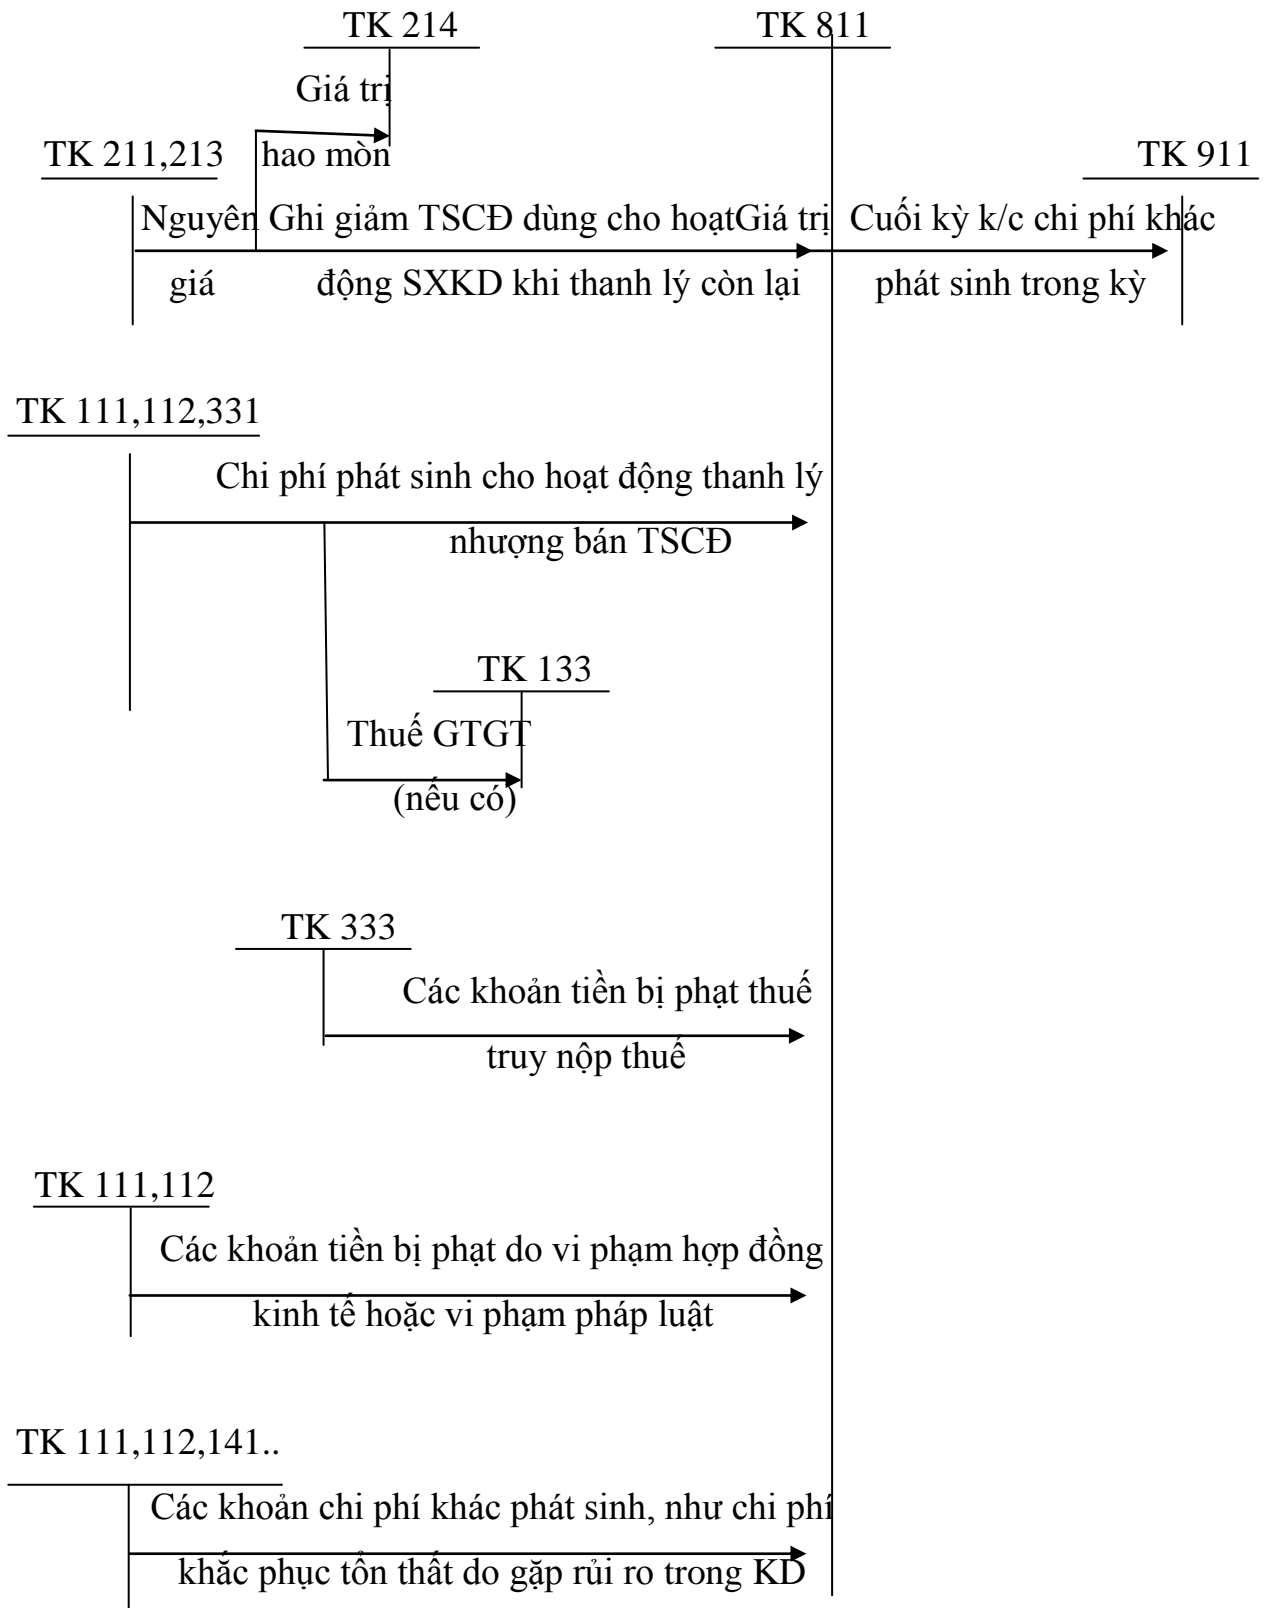 TK 214
TK 811
Giá trị
TK 211,213
hao mòn
TK 911
Nguyên Ghi giảm TSCĐ dùng cho hoạt Giá trị Cuối kỳ k/c chi phí khác
giá động SXKD khi thanh lý còn lại phát sinh trong kỳ
TK 111,112,331
Chi phí phát sinh cho hoạt động thanh lý
nhượng bán TSCĐ
TK 133
Thuế GTGT
(nếu có)
TK 333
Các khoản tiền bị phạt thuế
truy nộp thuế
TK 111,112
Các khoản tiền bị phạt do vi phạm hợp đồng
kinh tế hoặc vi phạm pháp luật
TK 111,112,141..
Các khoản chi phí khác phát sinh, như chi phí
khắc phục tổn thất do gặp rủi ro trong KD